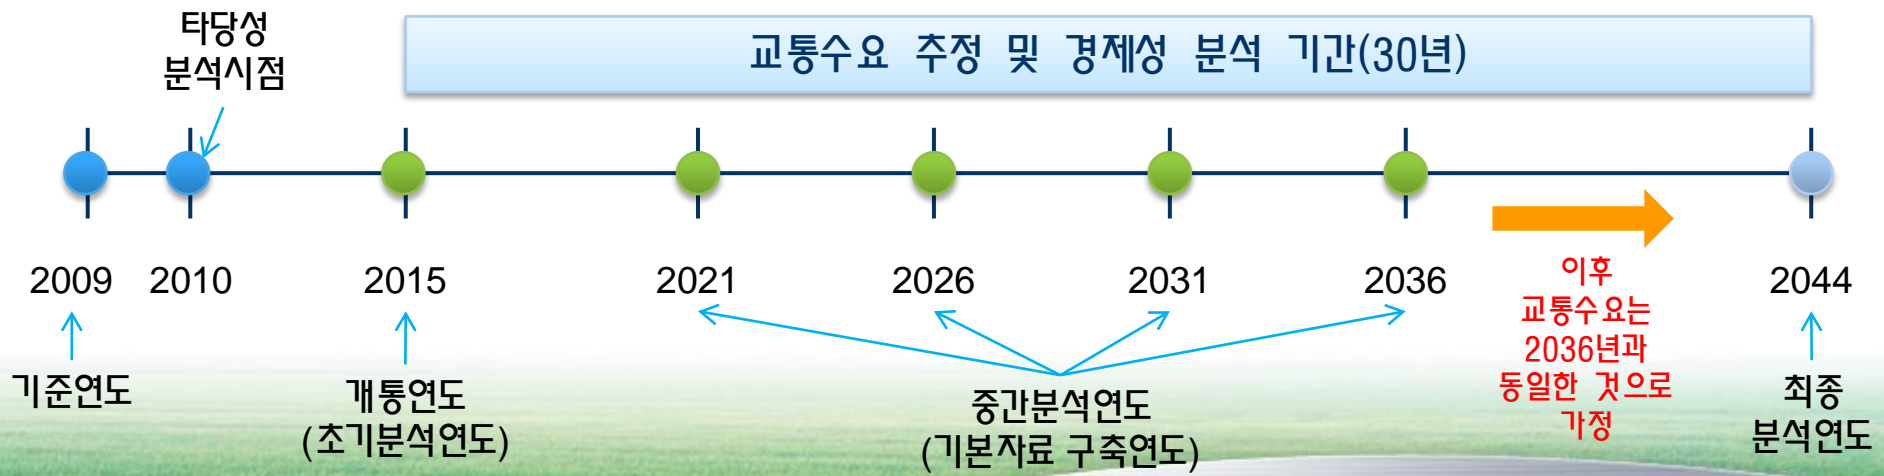 타당성
분석시점
교통수요 추정 및 경제성 분석 기간(30년)
2009 2010 2015 2021 2026 2031 2036 2044
기준연도
개통연도
(초기분석연도)
중간분석연도
(기본자료 구축연도)
이후
교통수요는
2036년과
동일한 것으로
가정
최종
분석연도